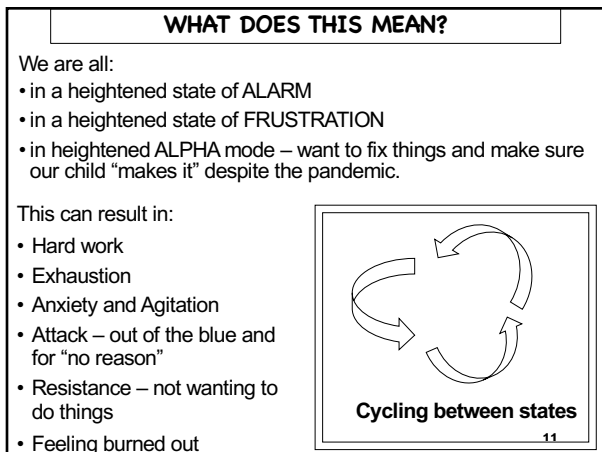 WHAT DOES THIS MEAN?
We are all:
• in a heightened state of ALARM
• in a heightened state of FRUSTRATION
• in heightened ALPHA mode – want to fix things and make sure
our child “makes it” despite the pandemic.
This can result in:
• Hard work
• Exhaustion
• Anxiety and Agitation
• Attack – out of the blue and
for “no reason”
• Resistance – not wanting to
do things
• Feeling burned out
Cycling between states
11